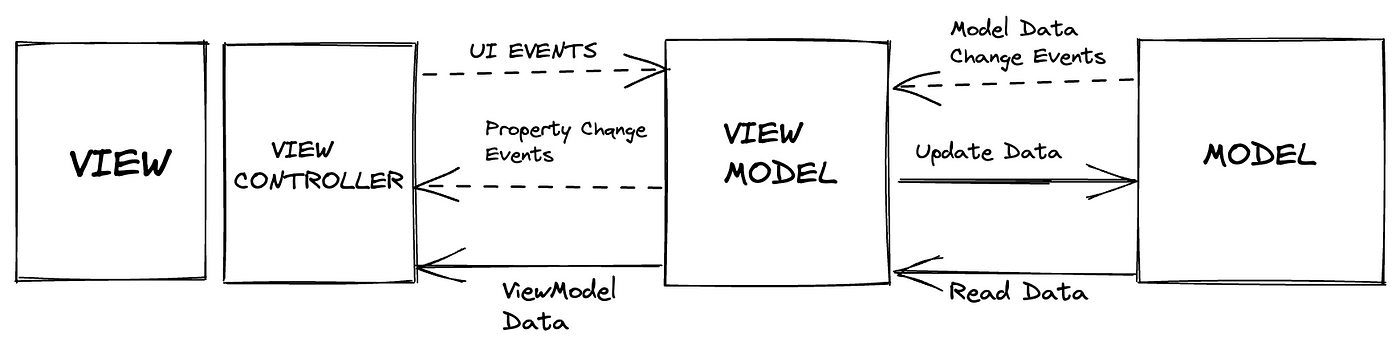 VIEW
VIEW
CONTROLLER
UI EVENTS
Property Change
Events
ViewModel
Data
VIEW
MODEL
Model Data
Change Events
Update Data
Read Data
MODEL